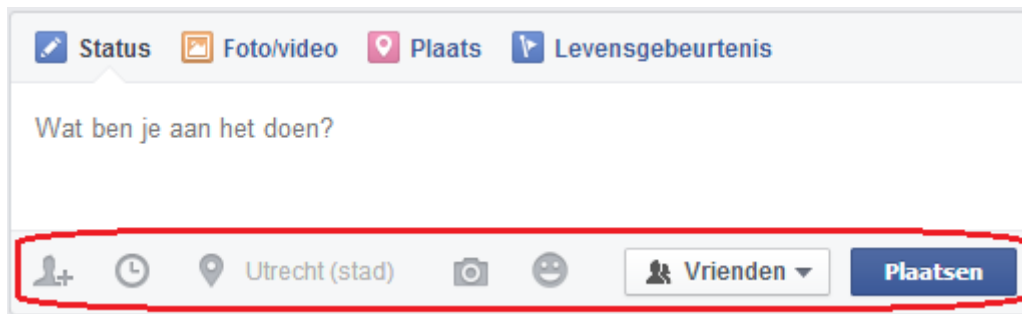 Status Foto/video Plaats Levensgebeurtenis
Wat ben je aan het doen?
Utrecht (stad) Vrienden Plaatsen